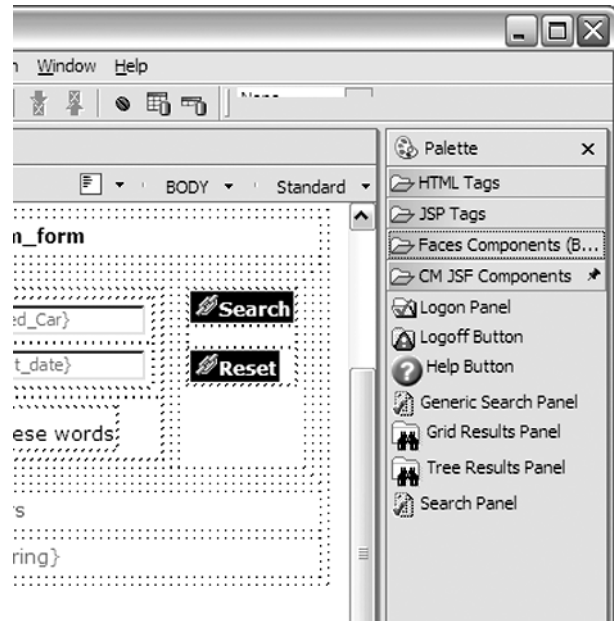 Window Help
Palette
BODY Standard
HTML Tags
JSP Tags
m_form
Faces Components (B...
CM JSF Components
Search
Logon Panel
ed_Car}
Logoff Button
t_date}
Reset
Help Button
Generic Search Panel
ese words
Grid Results Panel
Tree Results Panel
rs
Search Panel
ring}